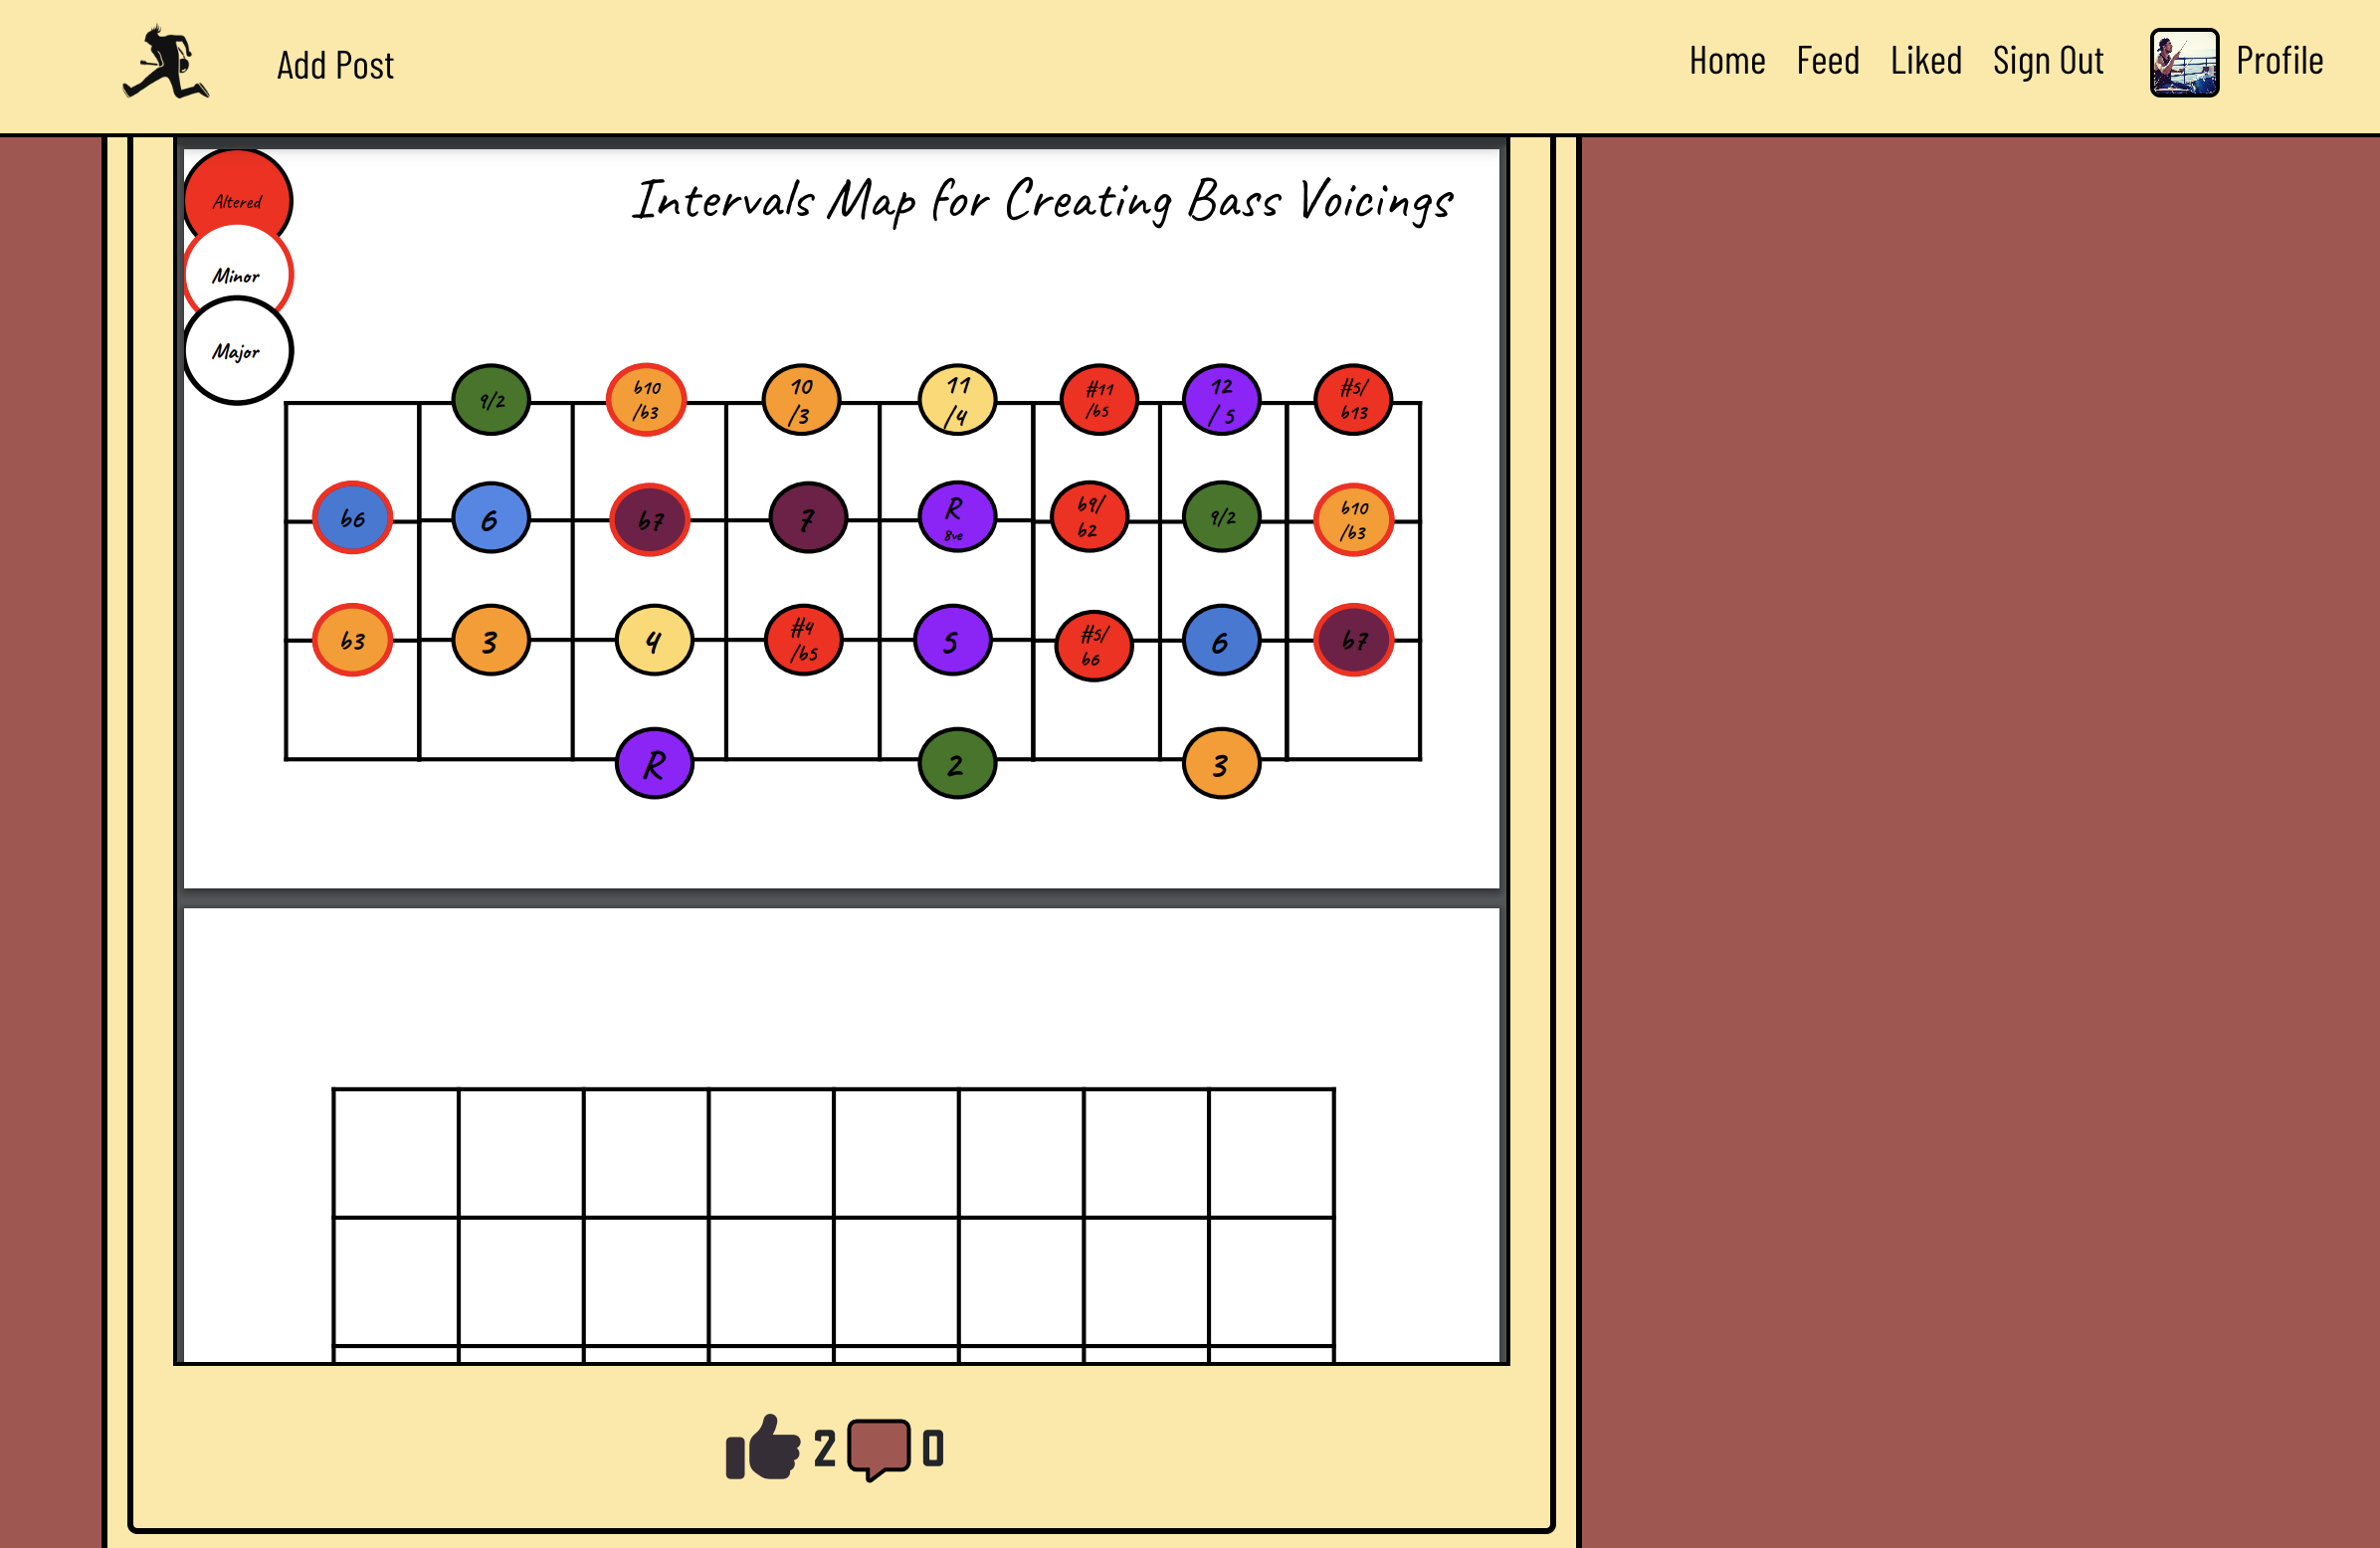 Add Post
Home Feed Liked Sign Out Profile
Altered
Intervals Map for Creating Bass Voicings
Minor
Major
9/2
b10
/b3
10
/3
11
/4
#11
/b5
12
/ 5
#5/
b13
b6
6
b7
7
R
8ve
b9/
b2
9/2
b10
/b3
b3
3
4
#4
/b5
5
#5/
b6
6
b7
R
2
3
2 0